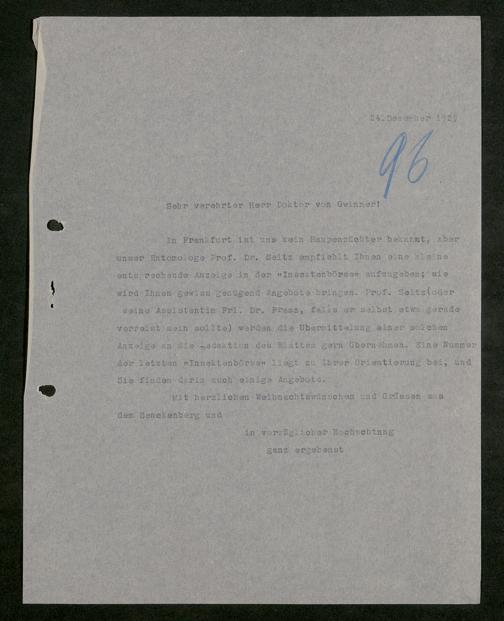 24.Dezember 1929
96
Sehr verehrter Herr Doktor von Gwinner!
In Frankfurt ist uns kein Raupenzüchter bekannt, aber
unser Entomologe Prof. Dr. Seitz empfiehlt Ihnen eine kleine
entsprechende Anzeige in der "Insektenbörse" aufzugeben; sie
wird Ihnen gewiss genügend Angebote bringen. Prof. Seitz(oder
seine Assistentin Frl. Dr. falls er selbst etwa gerade
verreist sein sollte) werden die Übermittelung einer solchen
Anzeige an die Redaktion des Blattes gern übernehmen. Eine Nummer
der letzten "Insektenbörse" liegt zu Ihrer Orientierung bei, und
Sie finden darin auch einige Angebote.
Mit herzlichen Weihnachtswünschen und Grüssen aus
dem Senckenberg und
in vorzüglicher Hochachtung
ganz ergebenst